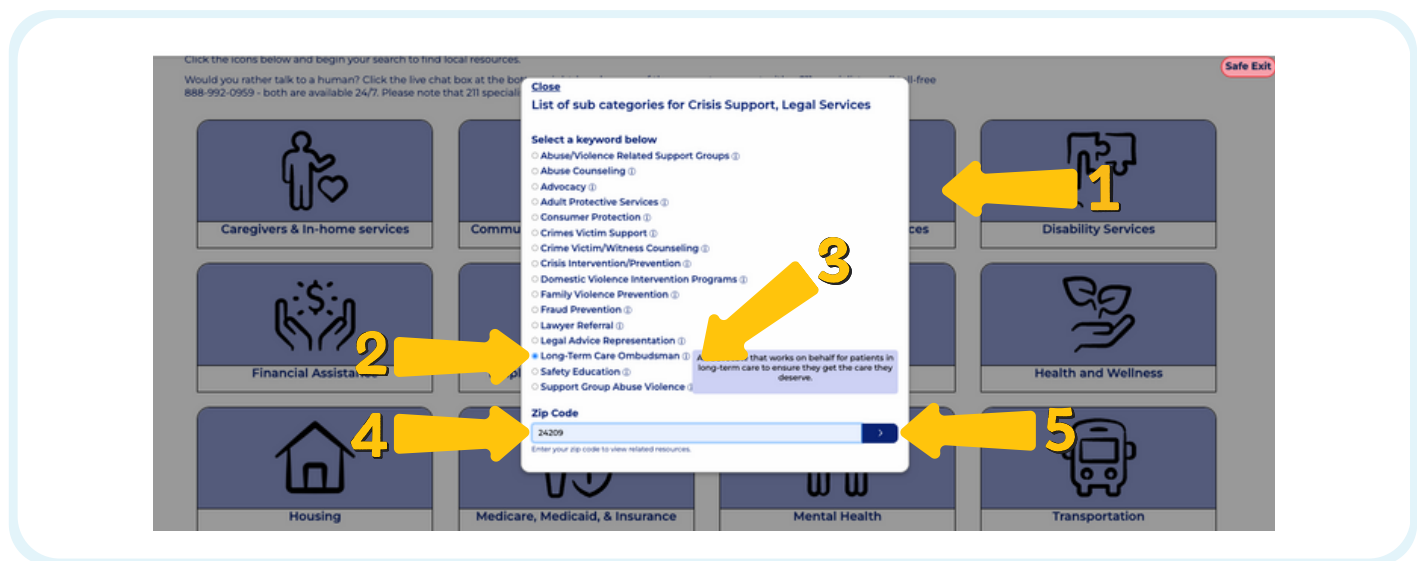 Click the icons below and begin your search to find local resources.
Safe Exit
Would you rather talk to a human? Click the live chat box at the
888-992-0959 - both are available 24/7. Please note that 211
Close
List of sub categories for Crisis Support, Legal Services
Select a keyword below
Abuse/Violence Related Support Groups
Abuse Counseling
Advocacy
Adult Protective Services
Consumer Protection
Crimes Victim Support
Crime Victim/Witness Counseling
Crisis Intervention/Prevention
Domestic Violence Intervention Programs
Family Violence Prevention
Fraud Prevention
Lawyer Referral
Legal Advice Representation
Long-Term Care Ombudsman
Safety Education
Support Group Abuse Violence
that works on behalf for patients in
long-term care to ensure they get the care they
deserve.
Zip Code
24209
Enter your zip code to view related resources.
1
2
3
4
5
Caregivers & In-home services
Disability Services
Financial
Health and Wellness
Housing
Medicare, Medicaid, & Insurance
Mental Health
Transportation